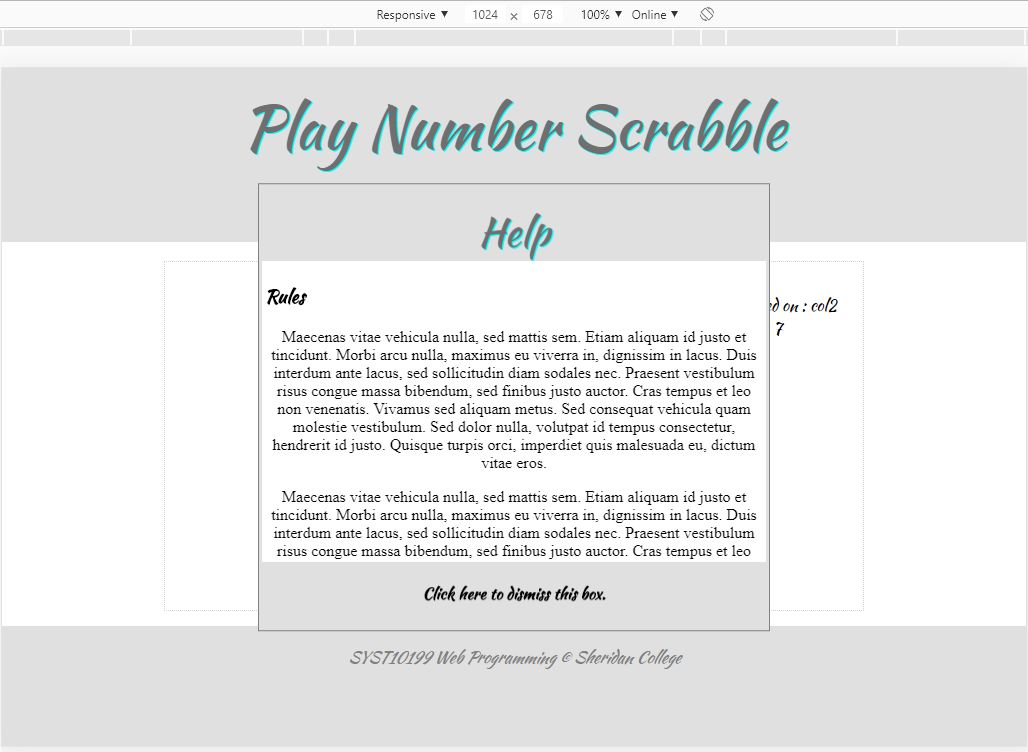 Responsive ▼ 1024 × 678 100% ▼ Online ▼
Play Number Scrabble
Help
Rules
on : col2
7
Maecenas vitae vehicula nulla, sed mattis sem. Etiam aliquam id justo et
tincidunt. Morbi arcu nulla, maximus eu viverra in, dignissim in lacus. Duis
interdum ante lacus, sed sollicitudin diam sodales nec. Praesent vestibulum
risus congue massa bibendum, sed finibus justo auctor. Cras tempus et leo
non venenatis. Vivamus sed aliquam metus. Sed consequat vehicula quam
molestie vestibulum. Sed dolor nulla, volutpat id tempus consectetur,
hendrerit id justo. Quisque turpis orci, imperdiet quis malesuada eu, dictum
vitae eros.
Maecenas vitae vehicula nulla, sed mattis sem. Etiam aliquam id justo et
tincidunt. Morbi arcu nulla, maximus eu viverra in, dignissim in lacus. Duis
interdum ante lacus, sed sollicitudin diam sodales nec. Praesent vestibulum
risus congue massa bibendum, sed finibus justo auctor. Cras tempus et leo
Click here to dismiss this box.
SYST10199 Web Programming @ Sheridan College